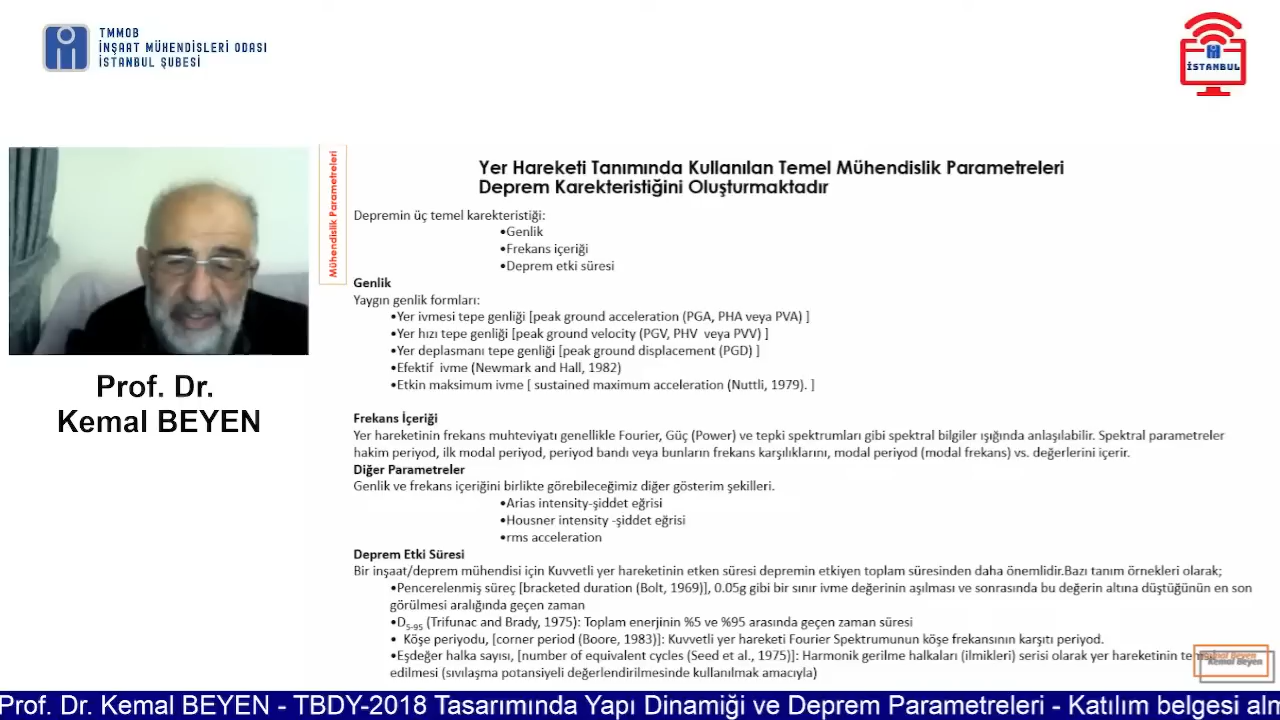 TMMOB
İNŞAAT MÜHENDİSLERİ ODASI
İSTANBUL ŞUBESİ
İSTANBUL
Mühendislik Parametreleri
Yer Hareketi Tanımında Kullanılan Temel Mühendislik Parametreleri
Deprem Karekteristiğini Oluşturmaktadır
Depremin üç temel karekteristiği:
•Genlik
•Frekans içeriği
•Deprem etki süresi
Genlik
Yaygın genlik formları:
•Yer ivmesi tepe genliği [peak ground acceleration (PGA, PHA veya PVA) ]
•Yer hızı tepe genliği [peak ground velocity (PGV, PHV veya PVV) ]
•Yer deplasmanı tepe genliği [peak ground displacement (PGD) ]
•Efektif ivme (Newmark and Hall, 1982)
•Etkin maksimum ivme [ sustained maximum acceleration (Nuttli, 1979). ]
Frekans İçeriği
Yer hareketinin frekans muhteviyatı genellikle Fourier, Güç (Power) ve tepki spektrumları gibi spektral bilgiler ışığında anlaşılabilir. Spektral parametreler
hakim periyod, ilk modal periyod, periyod bandı veya bunların frekans karşılıklarını, modal periyod (modal frekans) vs. değerlerini içerir.
Diğer Parametreler
Genlik ve frekans içeriğini birlikte görebileceğimiz diğer gösterim şekilleri.
•Arias intensity-şiddet eğrisi
•Housner intensity -şiddet eğrisi
•rms acceleration
Deprem Etki Süresi
Bir inşaat/deprem mühendisi için Kuvvetli yer hareketinin etken süresi depremin etkiyen toplam süresinden daha önemlidir.Bazı tanım örnekleri olarak;
•Pencerelenmiş süreç [bracketed duration (Bolt, 1969)], 0.05g gibi bir sınır ivme değerinin aşılması ve sonrasında bu değerin altına düştüğünün en son
görülmesi aralığında geçen zaman
•D5-95 (Trifunac and Brady, 1975): Toplam enerjinin %5 ve %95 arasında geçen zaman süresi
• Köşe periyodu, [corner period (Boore, 1983)]: Kuvvetli yer hareketi Fourier Spektrumunun köşe frekansının karşıtı periyod.
•Eşdeğer halka sayısı, [number of equivalent cycles (Seed et al., 1975)]: Harmonik gerilme halkaları (ilmikleri) serisi olarak yer hareketinin
edilmesi (sıvılaşma potansiyeli değerlendirilmesinde kullanılmak amacıyla)
Kemal Beyen
Kemal Beyen
Prof. Dr.
Kemal BEYEN
Prof. Dr. Kemal BEYEN - TBDY-2018 Tasarımında Yapı Dinamiği ve Deprem Parametreleri - Katılım belgesi alm